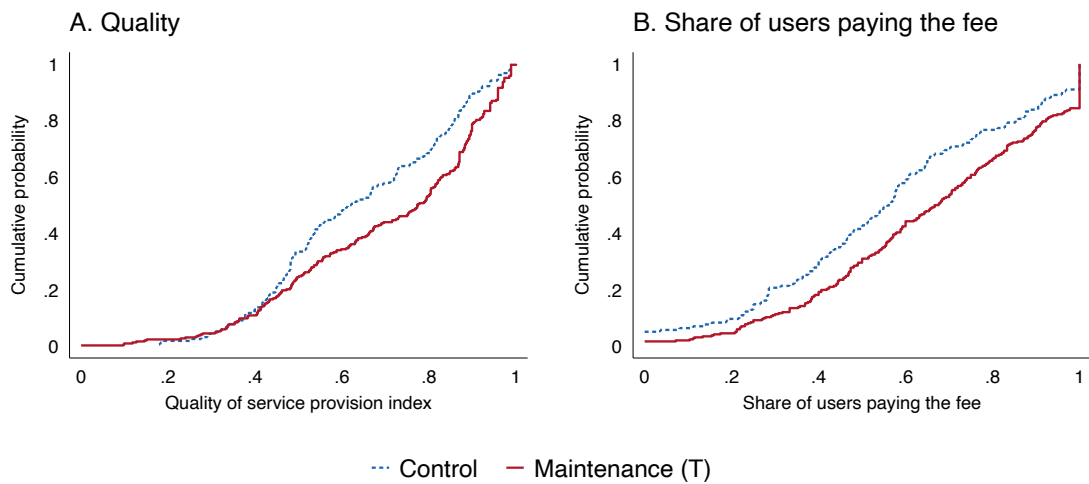 A. Quality
Cumulative probability
1
.8
.6
.4
.2
0
0 .2 .4 .6 .8 1
Quality of service provision index
B. Share of users paying the fee
Cumulative probability
1
.8
.6
.4
.2
0
0 .2 .4 .6 .8 1
Share of users paying the fee
Control Maintenance (T)